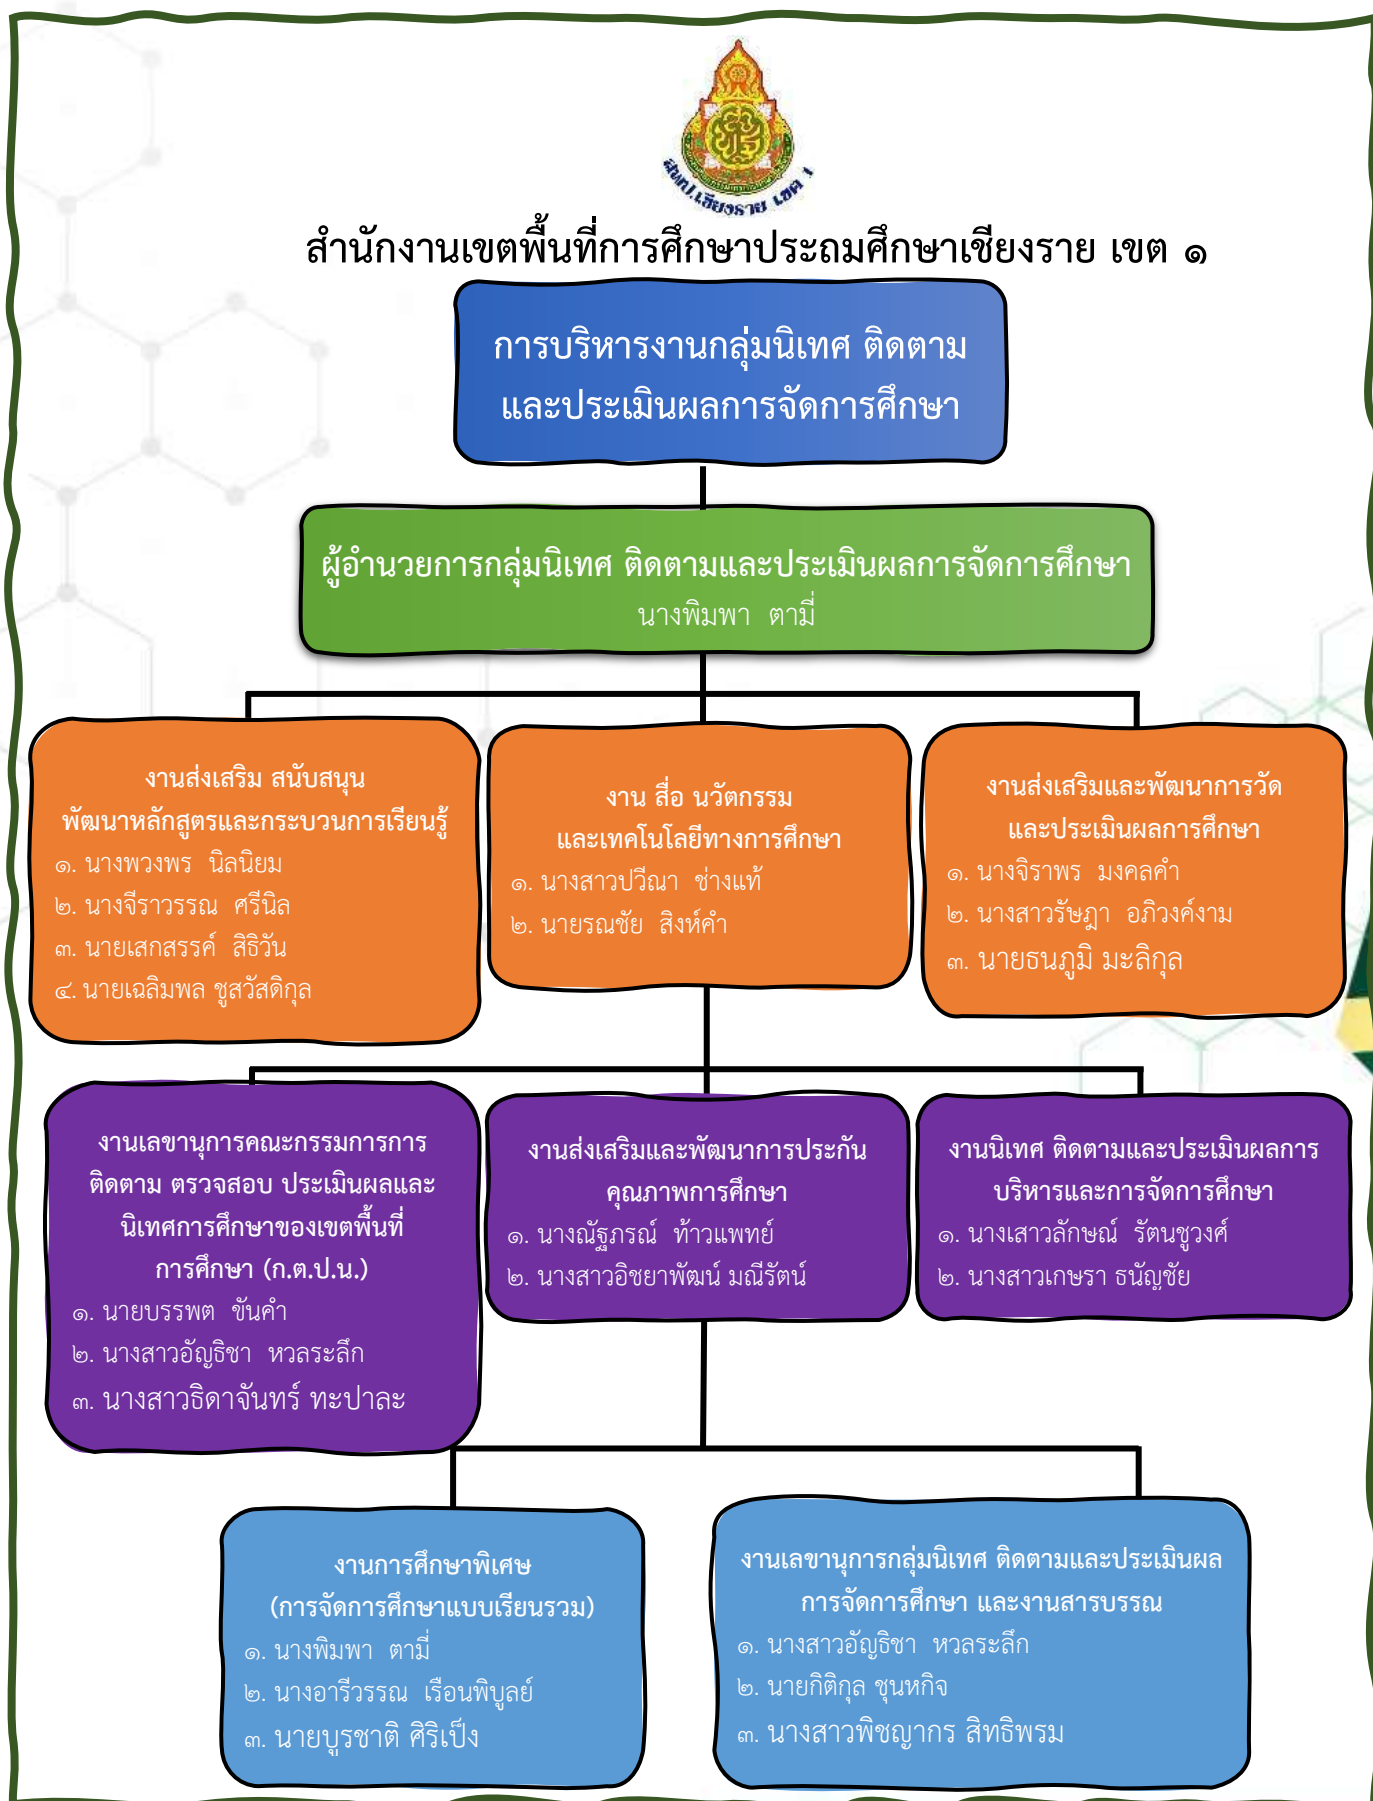 สพป.เชียงราย เขต 1
สำนักงานเขตพื้นที่การศึกษาประถมศึกษาเชียงราย เขต ๑
การบริหารงานกลุ่มนิเทศ ติดตาม
และประเมินผลการจัดการศึกษา
ผู้อำนวยการกลุ่มนิเทศ ติดตามและประเมินผลการจัดการศึกษา
นางพิมพา ตามี่
งานส่งเสริม สนับสนุน
พัฒนาหลักสูตรและกระบวนการเรียนรู้
๑. นางพวงพร นิลนิยม
๒. นางจีราวรรณ ศรีนิล
๓. นายเสกสรรค์ สิธิวัน
๔. นายเฉลิมพล ชูสวัสดิกุล
งาน สื่อ นวัตกรรม
และเทคโนโลยีทางการศึกษา
๑. นางสาวปวีณา ช่างแท้
๒. นายรณชัย สิงห์คำ
งานส่งเสริมและพัฒนาการวัด
และประเมินผลการศึกษา
๑. นางจิราพร มงคลคำ
๒. นางสาวรัษฎา อภิวงค์งาม
๓. นายธนภูมิ มะลิกุล
งานเลขานุการคณะกรรมการการ
ติดตาม ตรวจสอบ ประเมินผลและ
นิเทศการศึกษาของเขตพื้นที่
การศึกษา (ก.ต.ป.น.)
๑. นายบรรพต ขันคำ
๒. นางสาวอัญธิชา หวลระลึก
๓. นางสาวธิดาจันทร์ ทะปาละ
งานส่งเสริมและพัฒนาการประกัน
คุณภาพการศึกษา
๑. นางณัฐภรณ์ ท้าวแพทย์
๒. นางสาวอิชยาพัฒน์ มณีรัตน์
งานนิเทศ ติดตามและประเมินผลการ
บริหารและการจัดการศึกษา
๑. นางเสาวลักษณ์ รัตนชูวงศ์
๒. นางสาวเกษรา ธนัญชัย
งานการศึกษาพิเศษ
(การจัดการศึกษาแบบเรียนรวม)
๑. นางพิมพา ตามี่
๒. นางอารีวรรณ เรือนพิบูลย์
๓. นายบูรชาติ ศิริเป็ง
งานเลขานุการกลุ่มนิเทศ ติดตามและประเมินผล
การจัดการศึกษา และงานสารบรรณ
๑. นางสาวอัญธิชา หวลระลึก
๒. นายกิติกุล ชุนหกิจ
๓. นางสาวพิชญากร สิทธิพรม